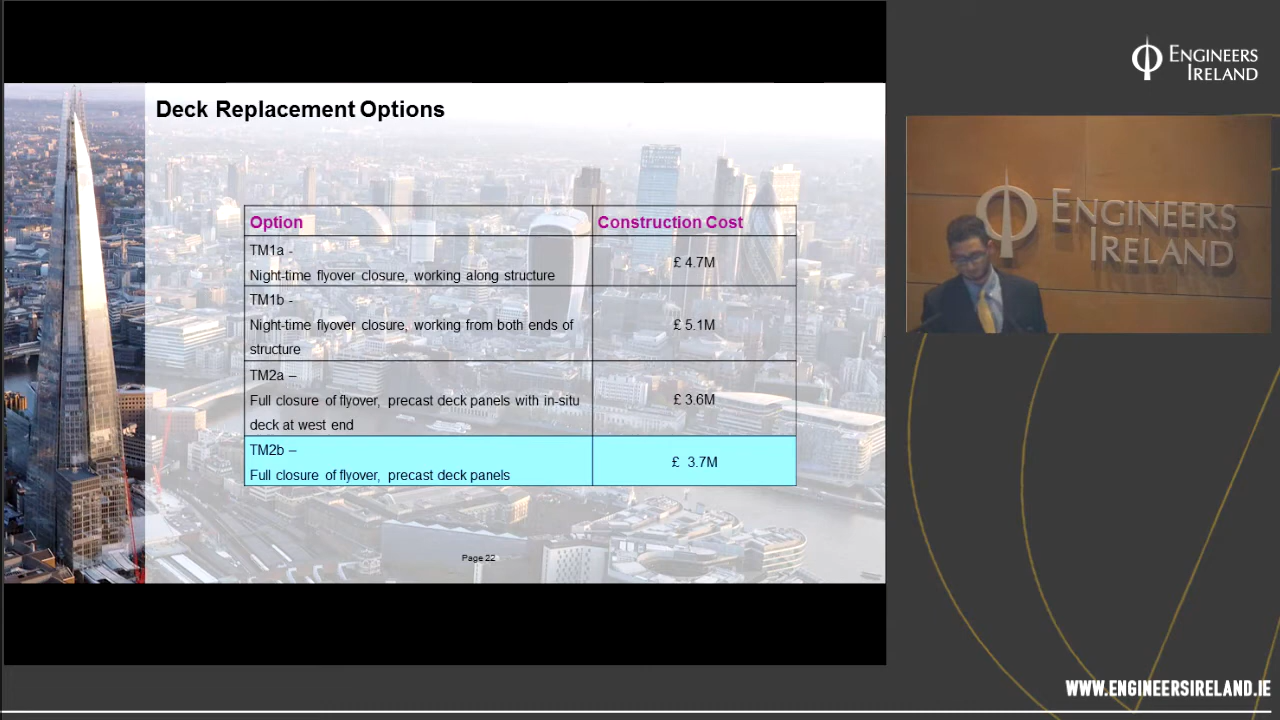 Deck Replacement Options
Option
Construction Cost
TM1a -
Night-time flyover closure, working along structure
£ 4.7M
TM1b -
Night-time flyover closure, working from both ends of
structure
£ 5.1M
TM2a –
Full closure of flyover, precast deck panels with in-situ
deck at west end
£ 3.6M
TM2b –
Full closure of flyover, precast deck panels
£ 3.7M
Page 22
ENGINEERS
IRELAND
ENGINEERS
IRELAND
WWW.ENGINEERSIRELAND.IE